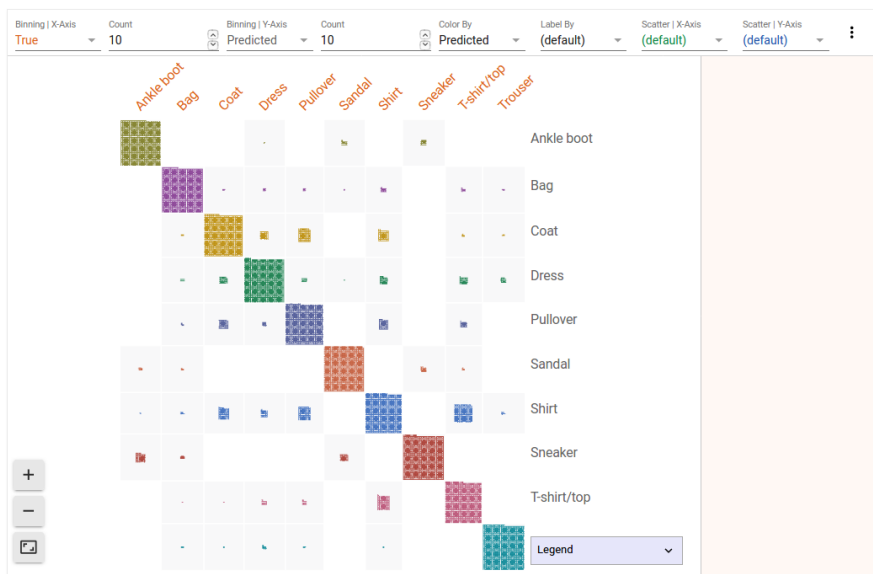 Binning | X-Axis Count Binning | Y-Axis Count Color By Label By Scatter | X-Axis Scatter | Y-Axis
True 10 Predicted 10 Predicted (default) (default) (default)
Ankle boot Bag Coat Dress Pullover Sandal Shirt Sneaker T-shirt/top Trouser
Ankle boot
Bag
Coat
Dress
Pullover
Sandal
Shirt
Sneaker
T-shirt/top
Legend